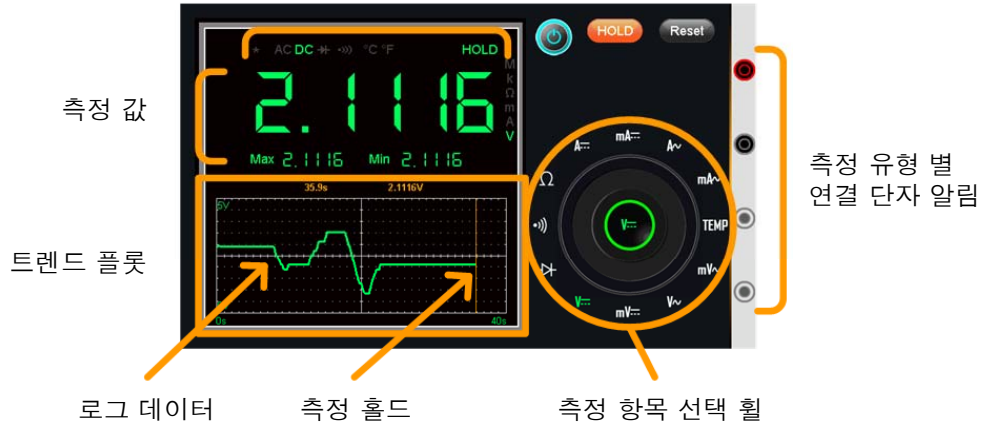 * AC DC °C °F HOLD
HOLD
Reset
2.1116
M
k
Ω
m
A
V
Max 2.1116 Min 2.1116
35.9s 2.1116V
5V
0s
40s
mA
A
A~
Ω
mA~
V
TEMP
mV~
V
mV
V~
측정 값
트렌드 플롯
측정 유형 별
연결 단자 알림
로그 데이터
측정 홀드
측정 항목 선택 휠